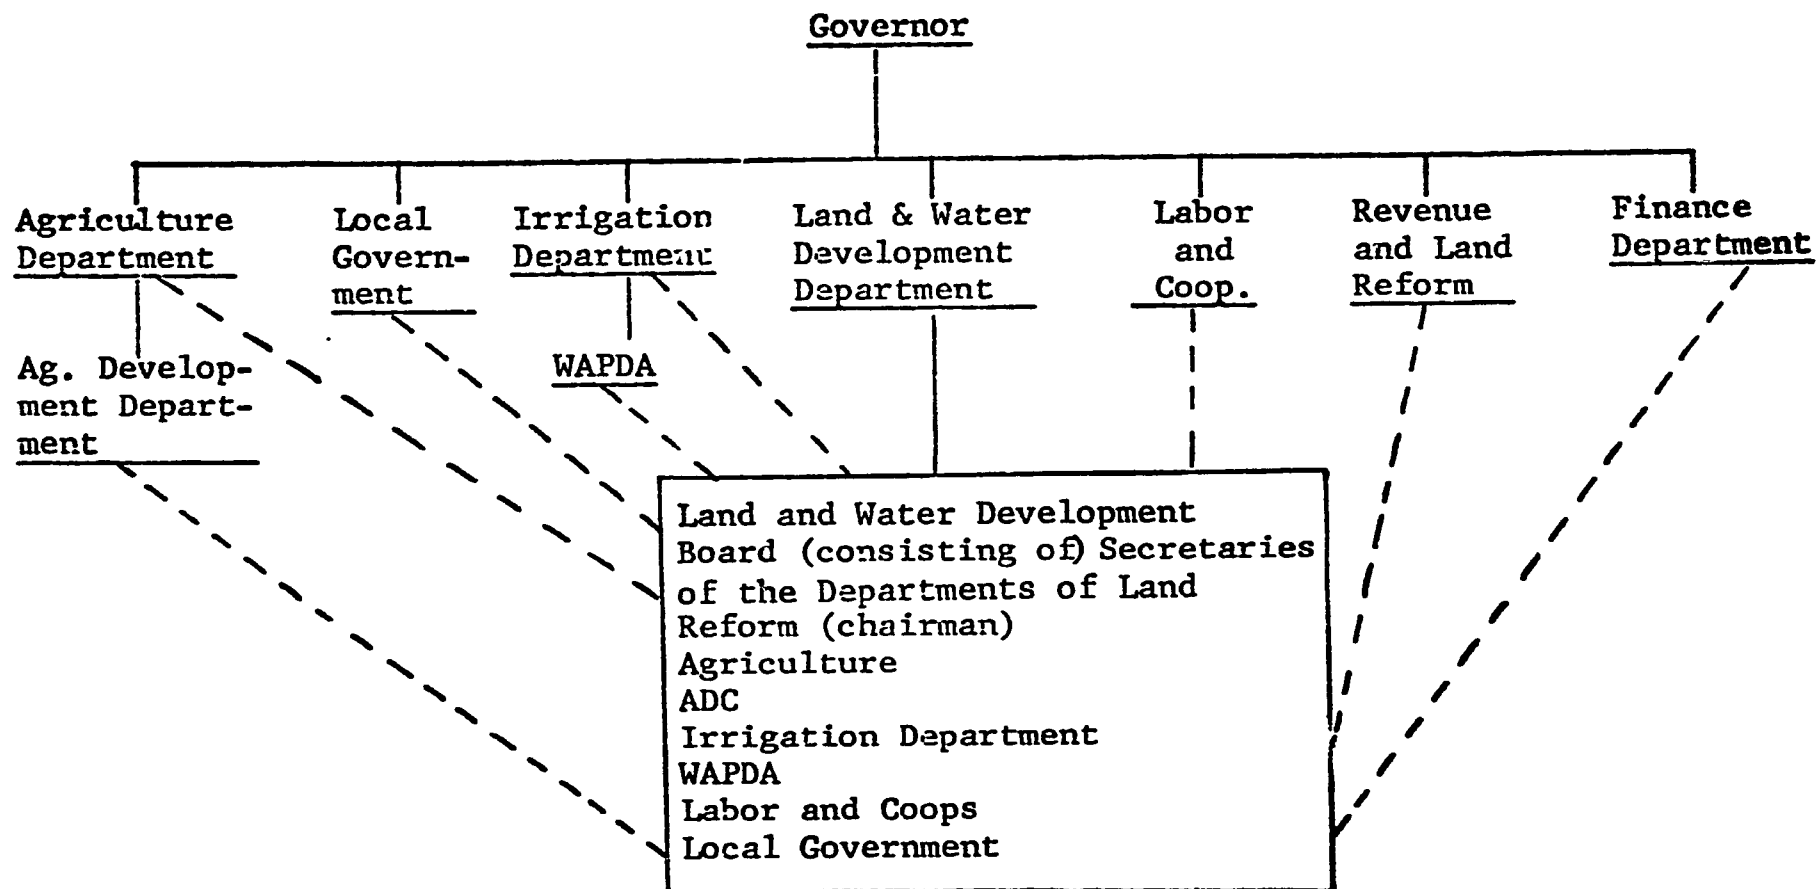 Governor
Agriculture
Department
Local
Govern-
ment
Irrigation
Department
Land & Water
Development
Department
Labor
and
Coop.
Revenue
and Land
Reform
Finance
Department
Ag. Develop-
ment Depart-
ment
WAPDA
Land and Water Development
Board (consisting of) Secretaries
of the Departments of Land
Reform (chairman)
Agriculture
ADC
Irrigation Department
WAPDA
Labor and Coops
Local Government